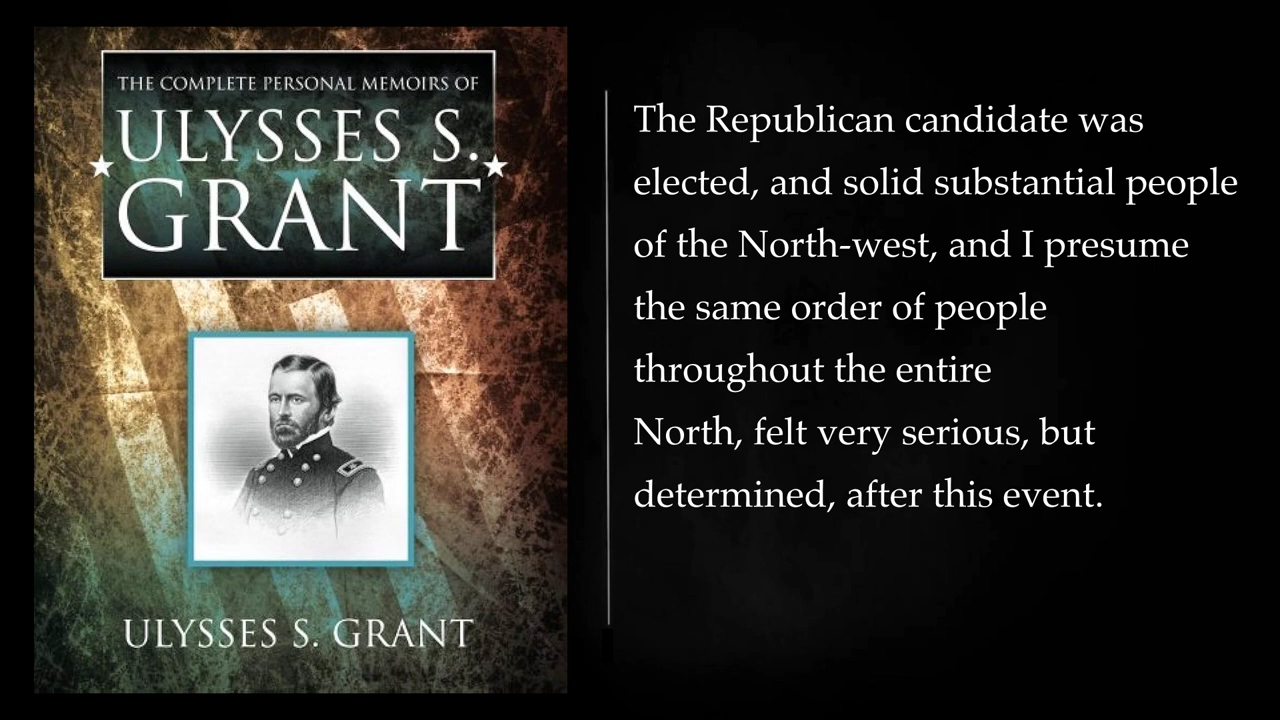 THE COMPLETE PERSONAL MEMOIRS OF
ULYSSES S.
GRANT
ULYSSES S. GRANT
The Republican candidate was
elected, and solid substantial people
of the North-west, and I presume
the same order of people
throughout the entire
North, felt very serious, but
determined, after this event.